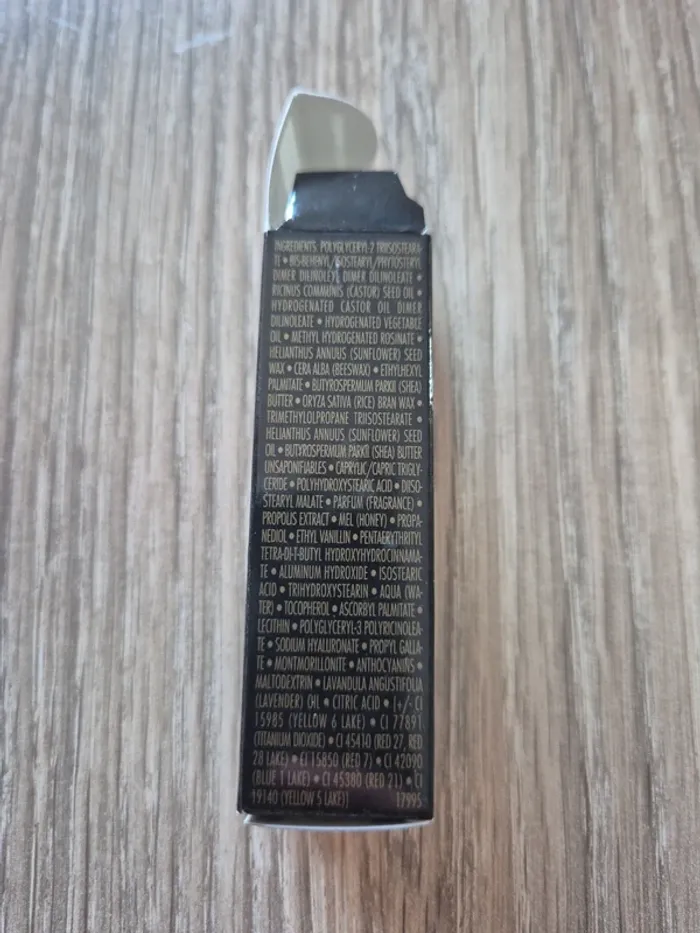 INGREDIENTS: POLYGLYCERYL-2 TRIISOSTEARA-
TE • BIS-BEHENYL/ISOSTEARYL/PHYTOSTERYL
DIMER DILINOLEYL DIMER DILINOLEATE •
RICINUS COMMUNIS (CASTOR) SEED OIL •
HYDROGENATED CASTOR OIL DIMER
DILINOLEATE • HYDROGENATED VEGETABLE
OIL • METHYL HYDROGENATED ROSINATE •
HELIANTHUS ANNUUS (SUNFLOWER) SEED
WAX • CERA ALBA (BEESWAX) • ETHYLHEXYL
PALMITATE • BUTYROSPERMUM PARKII (SHEA)
BUTTER • ORYZA SATIVA (RICE) BRAN WAX •
TRIMETHYLOLPROPANE TRIISOSTEARATE •
HELIANTHUS ANNUUS (SUNFLOWER) SEED
OIL • BUTYROSPERMUM PARKII (SHEA) BUTTER
UNSAPONIFIABLES • CAPRYLIC/CAPRIC TRIGLY-
CERIDE • POLYHYDROXYSTEARIC ACID • DIISO-
STEARYL MALATE • PARFUM (FRAGRANCE) •
PROPOLIS EXTRACT • MEL (HONEY) • PROPA-
NEDIOL • ETHYL VANILLIN • PENTAERYTHRITYL
TETRA-DI-T-BUTYL HYDROXYHYDROCINNAMA-
TE • ALUMINUM HYDROXIDE • ISOSTEARIC
ACID • TRIHYDROXYSTEARIN • AQUA (WA-
TER) • TOCOPHEROL • ASCORBYL PALMITATE •
LECITHIN • POLYGLYCERYL-3 POLYRICINOLEA-
TE • SODIUM HYALURONATE • PROPYL GALLA-
TE • MONTMORILLONITE • ANTHOCYANINS •
MALTODEXTRIN • LAVANDULA ANGUSTIFOLIA
(LAVENDER) OIL • CITRIC ACID • [+/- CI
15985 (YELLOW 6 LAKE) • CI 77891
(TITANIUM DIOXIDE) • CI 45410 (RED 27, RED
28 LAKE) • CI 15850 (RED 7) • CI 42090
(BLUE 1 LAKE) • CI 45380 (RED 21) • CI
19140 (YELLOW 5 LAKE)] 17995